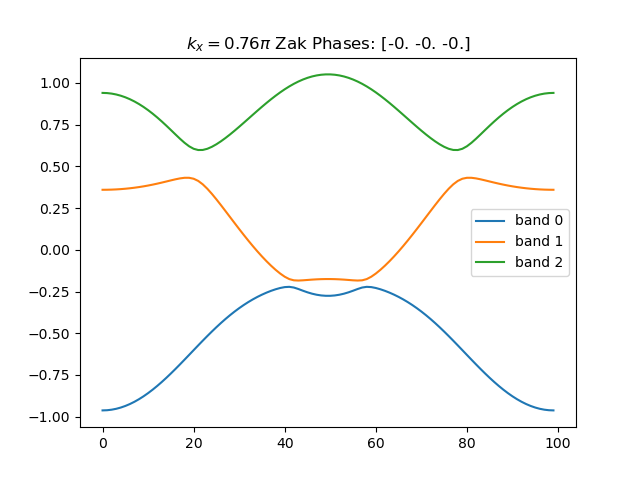 $k_x = 0.76\pi$ Zak Phases: [-0. -0. -0.]
1.00
0.75
0.50
0.25
0.00
−0.25
−0.50
−0.75
−1.00
band 0
band 1
band 2
0 20 40 60 80 100